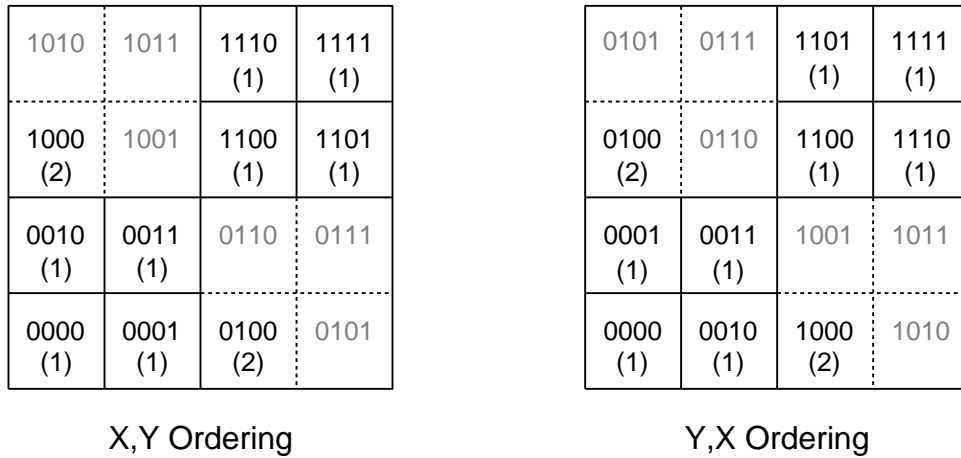 1010 1011 1110 1111
(1) (1)
1000 1001 1100 1101
(2) (1) (1)
0010 0011 0110 0111
(1) (1)
0000 0001 0100 0101
(1) (1) (2)
X,Y Ordering
0101 0111 1101 1111
(1) (1)
0100 0110 1100 1110
(2) (1) (1)
0001 0011 1001 1011
(1) (1)
0000 0010 1000 1010
(1) (1) (2)
Y,X Ordering